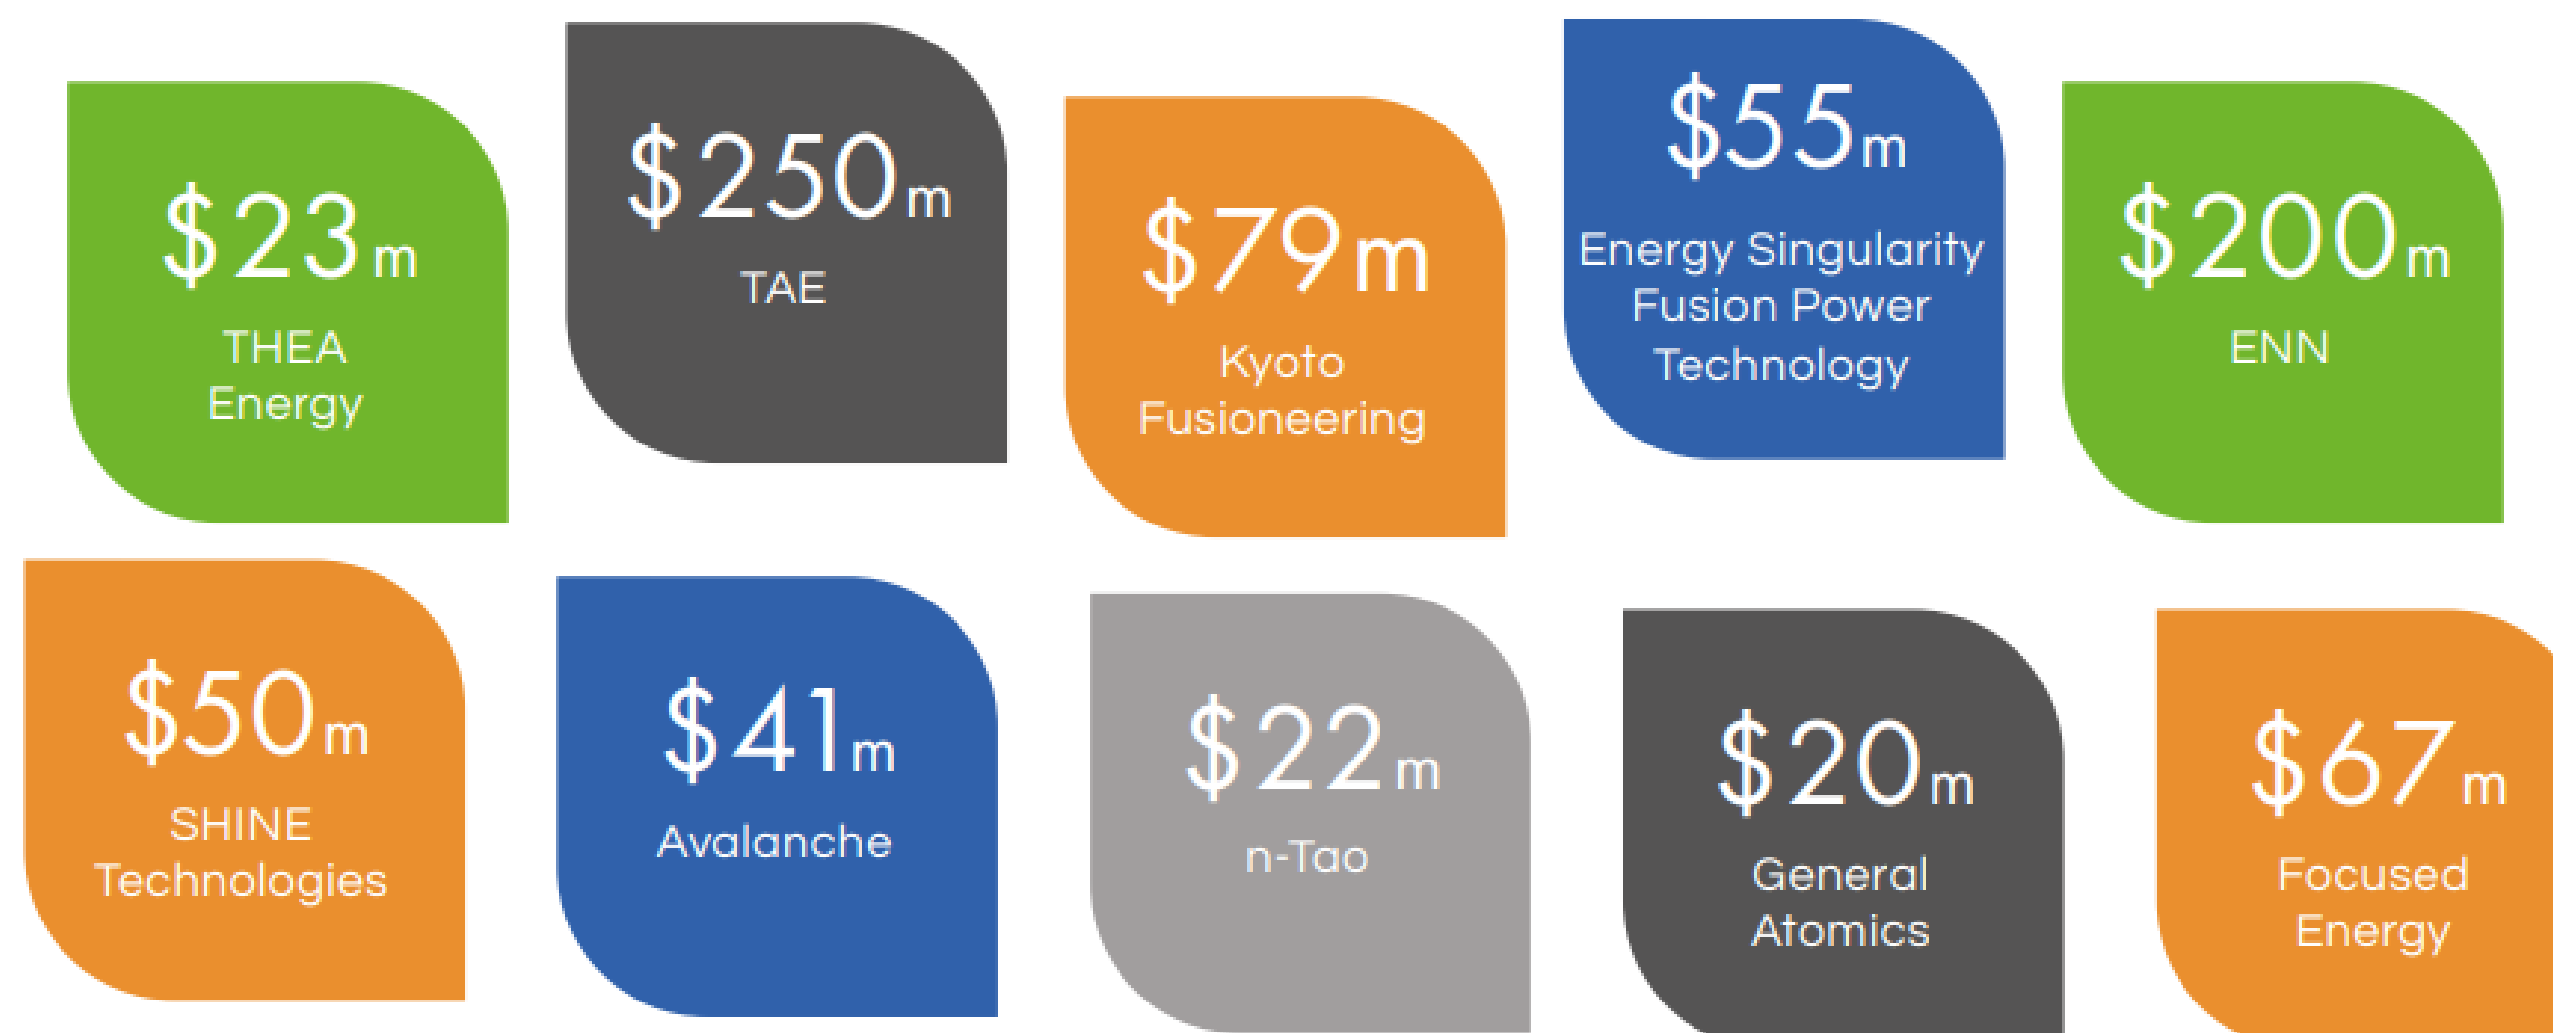 $23m
THEA
Energy
$250m
TAE
$79m
Kyoto
Fusioneering
$55m
Energy Singularity
Fusion Power
Technology
$200m
ENN
$50m
SHINE
Technologies
$41m
Avalanche
$22m
n-Tao
$20m
General
Atomics
$67m
Focused
Energy